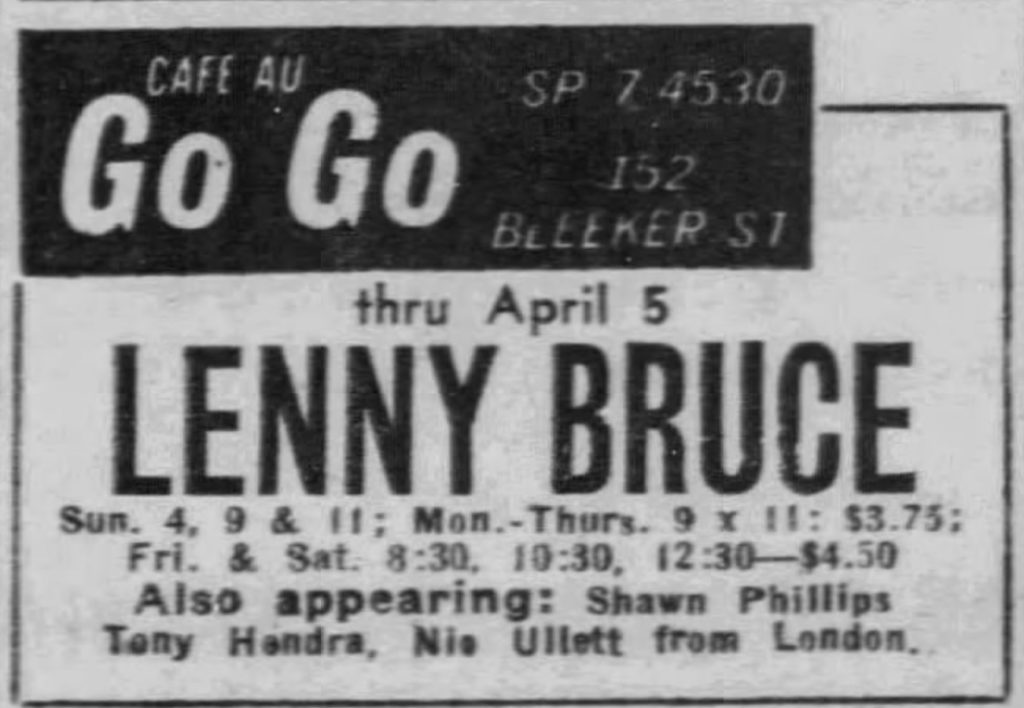 CAFE AU
Go Go
SP 7 4530
152
BLEEKER ST
thru April 5
LENNY BRUCE
Sun. 4, 9 & 11; Mon.-Thurs. 9 x 11: $3.75;
Fri. & Sat. 8:30, 10:30, 12:30—$4.50
Also appearing: Shawn Phillips
Tony Hendra, Nic Ullett from London.